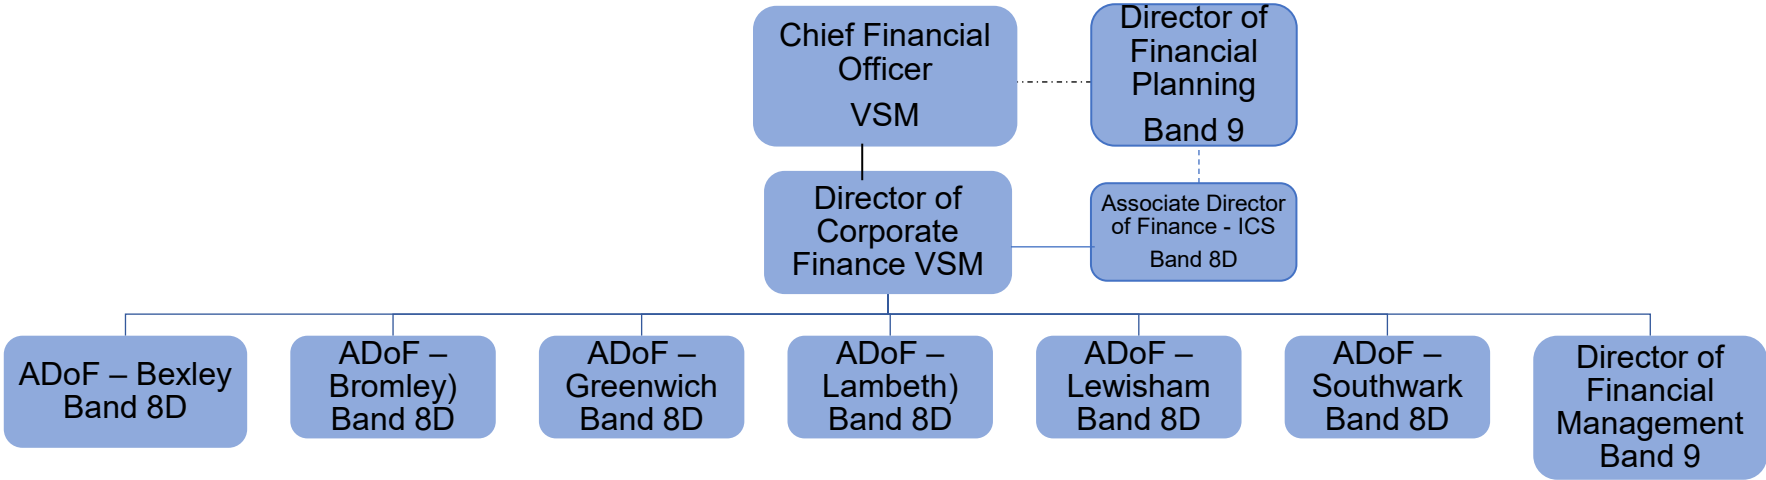 Chief Financial
Officer
VSM
Director of
Financial
Planning
Band 9
Director of
Corporate
Finance VSM
Associate Director
of Finance - ICS
Band 8D
ADoF – Bexley
Band 8D
ADoF –
Bromley)
Band 8D
ADoF –
Greenwich
Band 8D
ADoF –
Lambeth)
Band 8D
ADoF –
Lewisham
Band 8D
ADoF –
Southwark
Band 8D
Director of
Financial
Management
Band 9